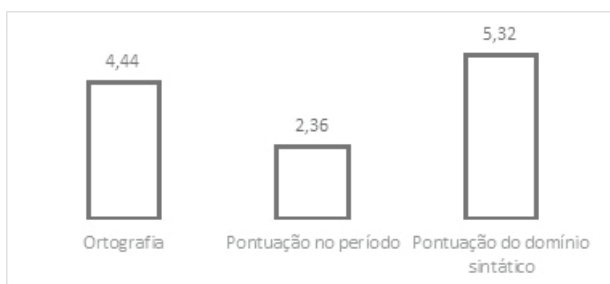 5,32
4,44
2,36
Ortografia
Pontuação no período
Pontuação do domínio
sintático